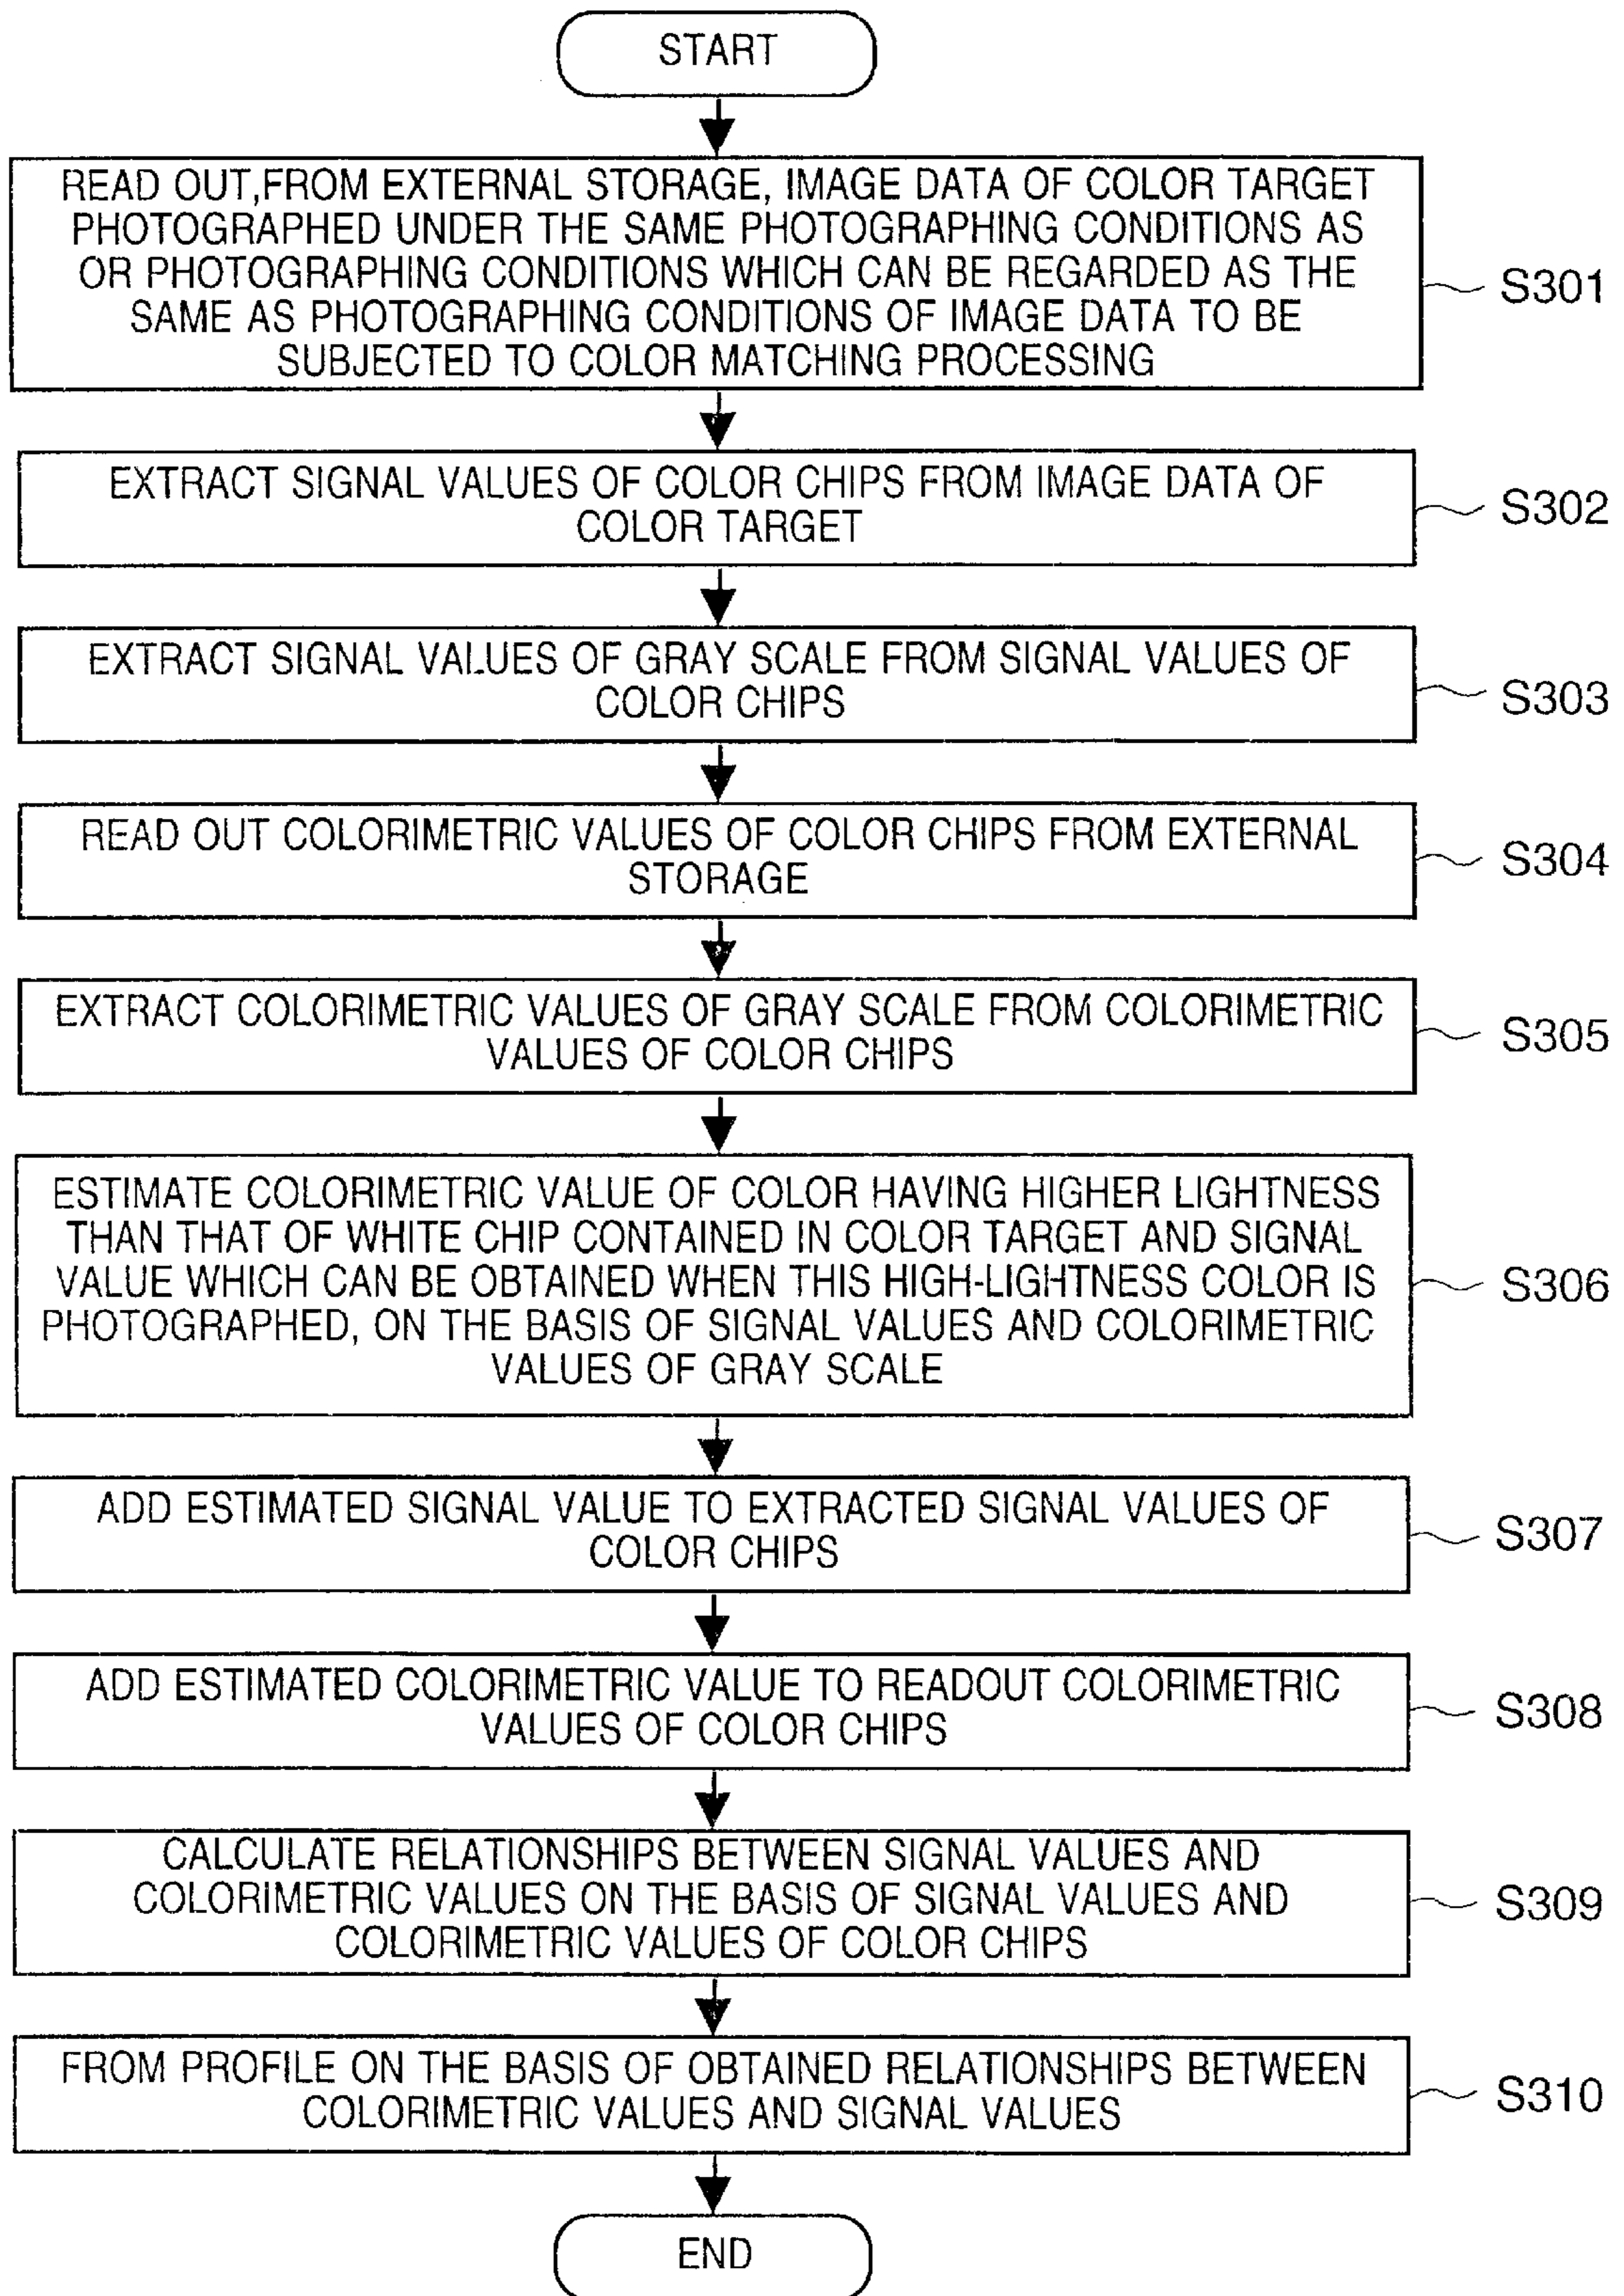 START
READ OUT,FROM EXTERNAL STORAGE, IMAGE DATA OF COLOR TARGET
PHOTOGRAPHED UNDER THE SAME PHOTOGRAPHING CONDITIONS AS
OR PHOTOGRAPHING CONDITIONS WHICH CAN BE REGARDED AS THE
SAME AS PHOTOGRAPHING CONDITIONS OF IMAGE DATA TO BE
SUBJECTED TO COLOR MATCHING PROCESSING
S301
EXTRACT SIGNAL VALUES OF COLOR CHIPS FROM IMAGE DATA OF
COLOR TARGET
S302
EXTRACT SIGNAL VALUES OF GRAY SCALE FROM SIGNAL VALUES OF
COLOR CHIPS
S303
READ OUT COLORIMETRIC VALUES OF COLOR CHIPS FROM EXTERNAL
STORAGE
S304
EXTRACT COLORIMETRIC VALUES OF GRAY SCALE FROM COLORIMETRIC
VALUES OF COLOR CHIPS
S305
ESTIMATE COLORIMETRIC VALUE OF COLOR HAVING HIGHER LIGHTNESS
THAN THAT OF WHITE CHIP CONTAINED IN COLOR TARGET AND SIGNAL
VALUE WHICH CAN BE OBTAINED WHEN THIS HIGH-LIGHTNESS COLOR IS
PHOTOGRAPHED, ON THE BASIS OF SIGNAL VALUES AND COLORIMETRIC
VALUES OF GRAY SCALE
S306
ADD ESTIMATED SIGNAL VALUE TO EXTRACTED SIGNAL VALUES OF
COLOR CHIPS
S307
ADD ESTIMATED COLORIMETRIC VALUE TO READOUT COLORIMETRIC
VALUES OF COLOR CHIPS
S308
CALCULATE RELATIONSHIPS BETWEEN SIGNAL VALUES AND
COLORIMETRIC VALUES ON THE BASIS OF SIGNAL VALUES AND
COLORIMETRIC VALUES OF COLOR CHIPS
S309
FROM PROFILE ON THE BASIS OF OBTAINED RELATIONSHIPS BETWEEN
COLORIMETRIC VALUES AND SIGNAL VALUES
S310
END